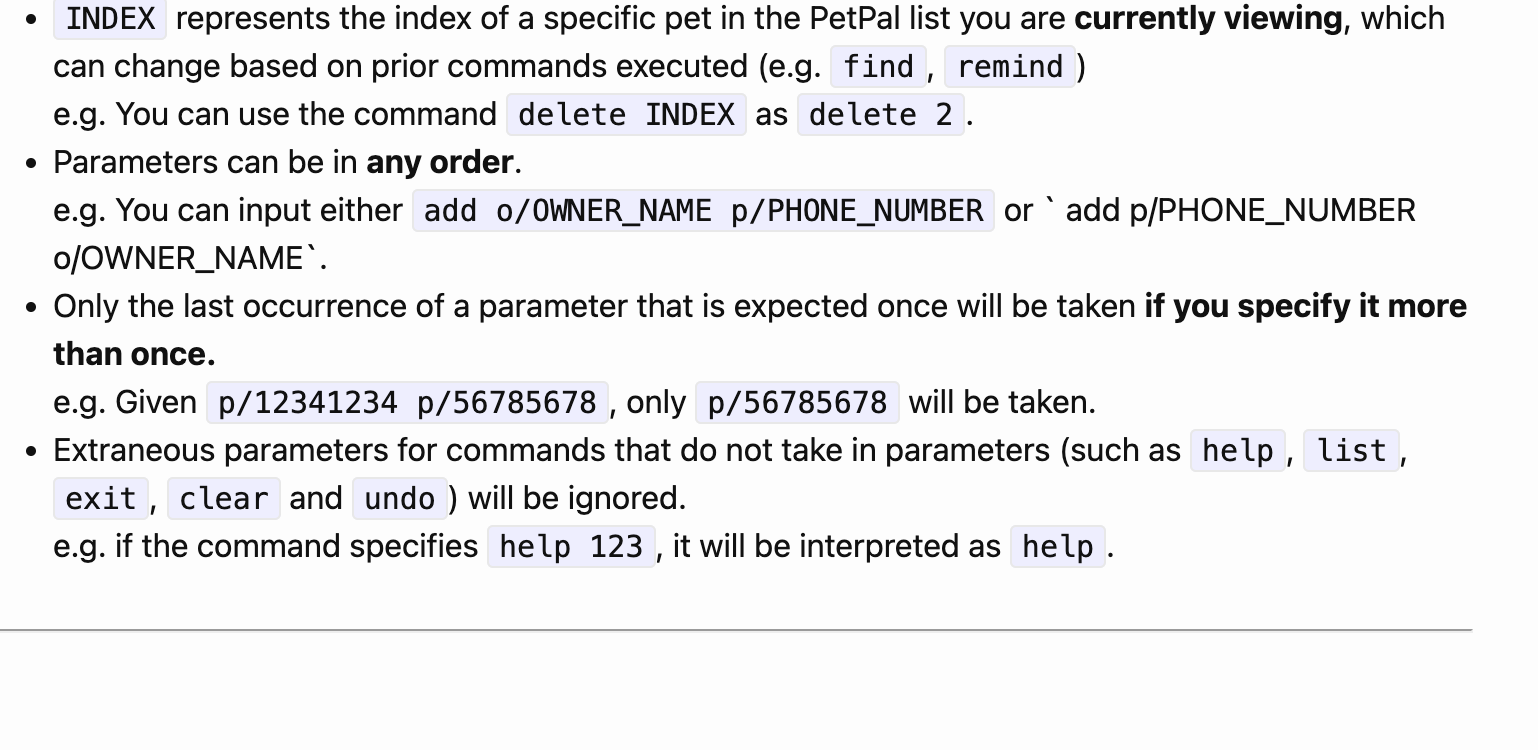 • INDEX represents the index of a specific pet in the PetPal list you are currently viewing, which
can change based on prior commands executed (e.g. find, remind)
e.g. You can use the command delete INDEX as delete 2.
• Parameters can be in any order.
e.g. You can input either add o/OWNER_NAME p/PHONE_NUMBER or ` add p/PHONE_NUMBER
o/OWNER_NAME`.
• Only the last occurrence of a parameter that is expected once will be taken if you specify it more
than once.
e.g. Given p/12341234 p/56785678, only p/56785678 will be taken.
• Extraneous parameters for commands that do not take in parameters (such as help, list,
exit, clear and undo) will be ignored.
e.g. if the command specifies help 123, it will be interpreted as help.